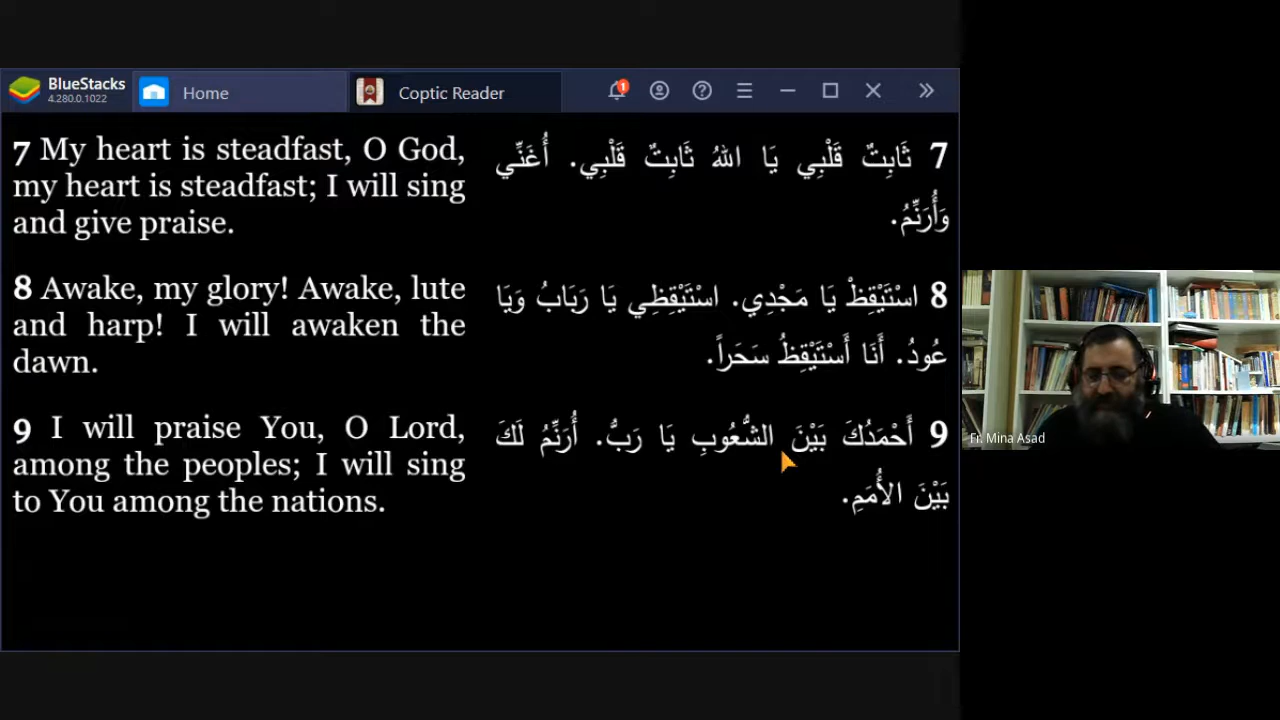 BlueStacks
4.280.0.1022
Home
Coptic Reader
1
7 My heart is steadfast, O God,
my heart is steadfast; I will sing
and give praise.
7 ثَابِتٌ قَلْبِي يَا اللهُ ثَابِتٌ قَلْبِي. أُغَنِّي
وَأُرَنِّمُ.
8 Awake, my glory! Awake, lute
and harp! I will awaken the
dawn.
8 اسْتَيْقِظْ يَا مَجْدِي. اسْتَيْقِظِي يَا رَبَابُ وَيَا
عُودُ. أَنَا أَسْتَيْقِظُ سَحَراً.
9 I will praise You, O Lord,
among the peoples; I will sing
to You among the nations.
9 أَحْمَدُكَ بَيْنَ الشُّعُوبِ يَا رَبُّ. أُرَنِّمُ لَكَ
بَيْنَ الأُمَمِ.
Fr. Mina Asad